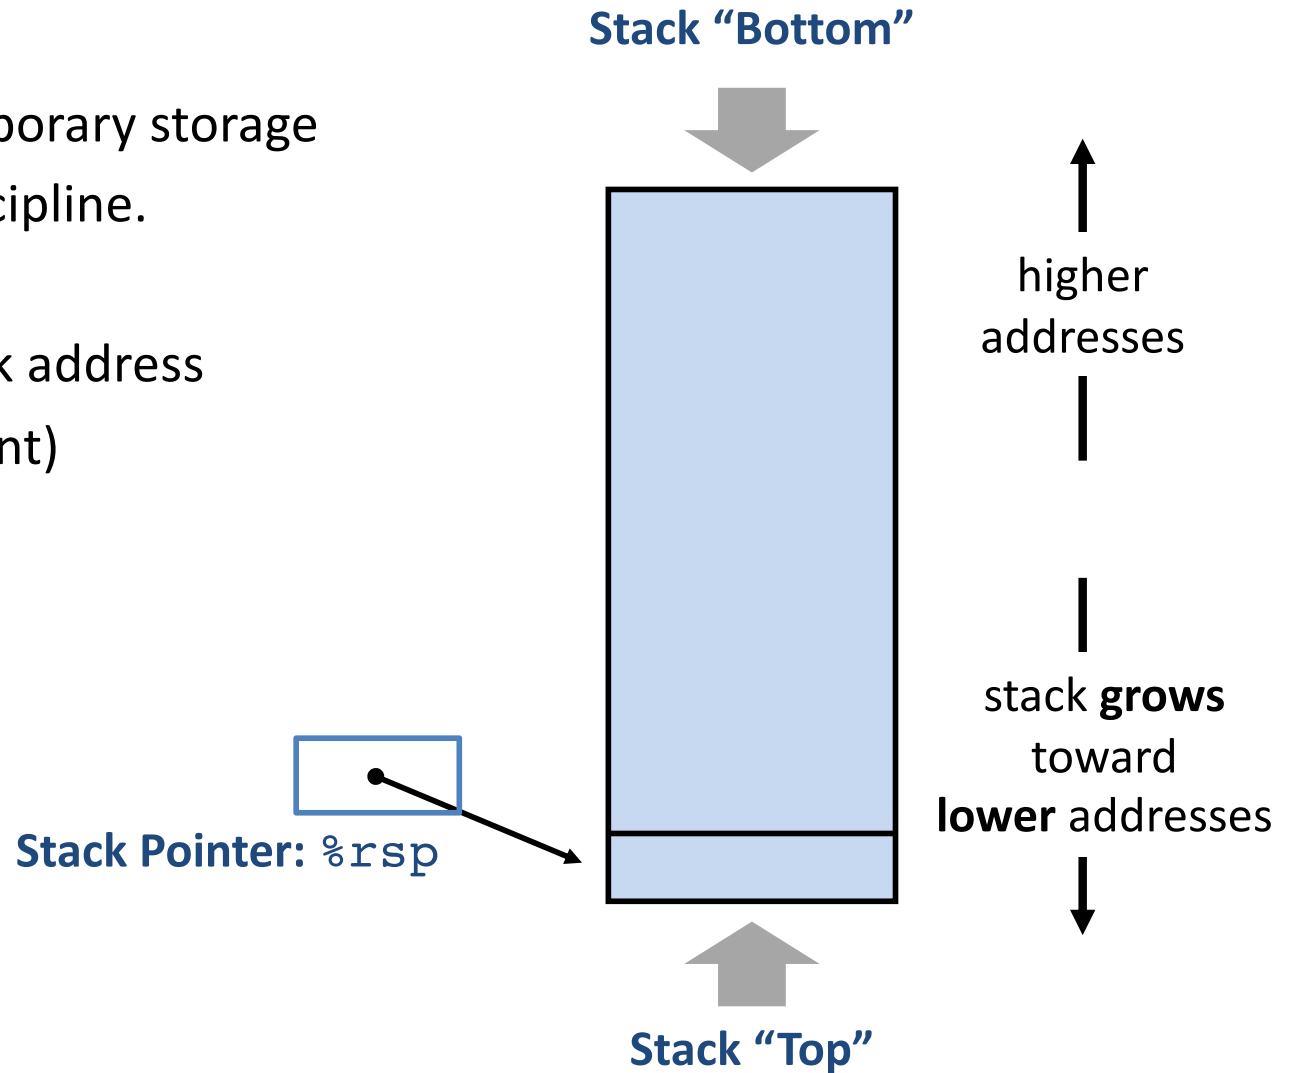 Stack “Bottom”
porary storage
cipline.
k address
nt)
higher
addresses
stack grows
toward
lower addresses
Stack Pointer: %rsp
Stack “Top”